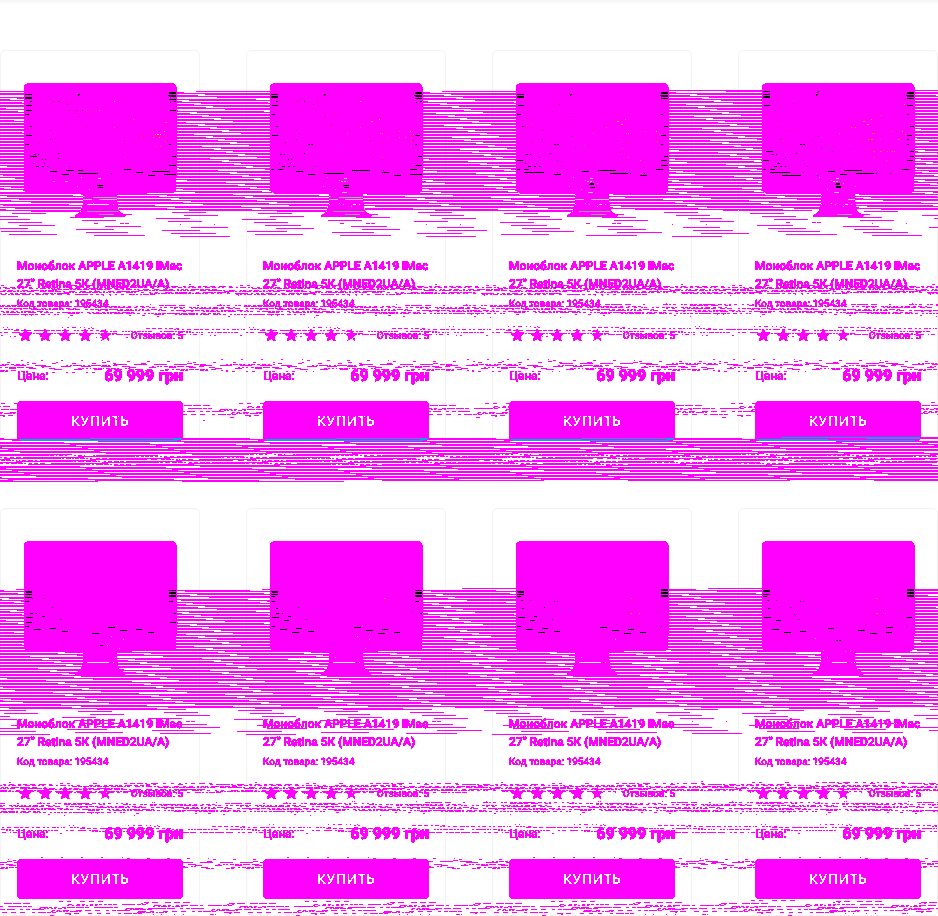 Моноблок APPLE A1419 iMac Моноблок APPLE A1419 iMac Моноблок APPLE A1419 iMac Моноблок APPLE A1419 iMac
27" Retina 5K (MNED2UA/A) 27" Retina 5K (MNED2UA/A) 27" Retina 5K (MNED2UA/A) 27" Retina 5K (MNED2UA/A)
Код товара: 195434 Код товара: 195434 Код товара: 195434 Код товара: 195434
Отзывов: 5 Отзывов: 5 Отзывов: 5 Отзывов: 5
Цена: 69 999 грн Цена: 69 999 грн Цена: 69 999 грн Цена: 69 999 грн
КУПИТЬ КУПИТЬ КУПИТЬ КУПИТЬ
Моноблок APPLE A1419 iMac Моноблок APPLE A1419 iMac Моноблок APPLE A1419 iMac Моноблок APPLE A1419 iMac
27" Retina 5K (MNED2UA/A) 27" Retina 5K (MNED2UA/A) 27" Retina 5K (MNED2UA/A) 27" Retina 5K (MNED2UA/A)
Код товара: 195434 Код товара: 195434 Код товара: 195434 Код товара: 195434
Отзывов: 5 Отзывов: 5 Отзывов: 5 Отзывов: 5
Цена: 69 999 грн Цена: 69 999 грн Цена: 69 999 грн Цена: 69 999 грн
КУПИТЬ КУПИТЬ КУПИТЬ КУПИТЬ